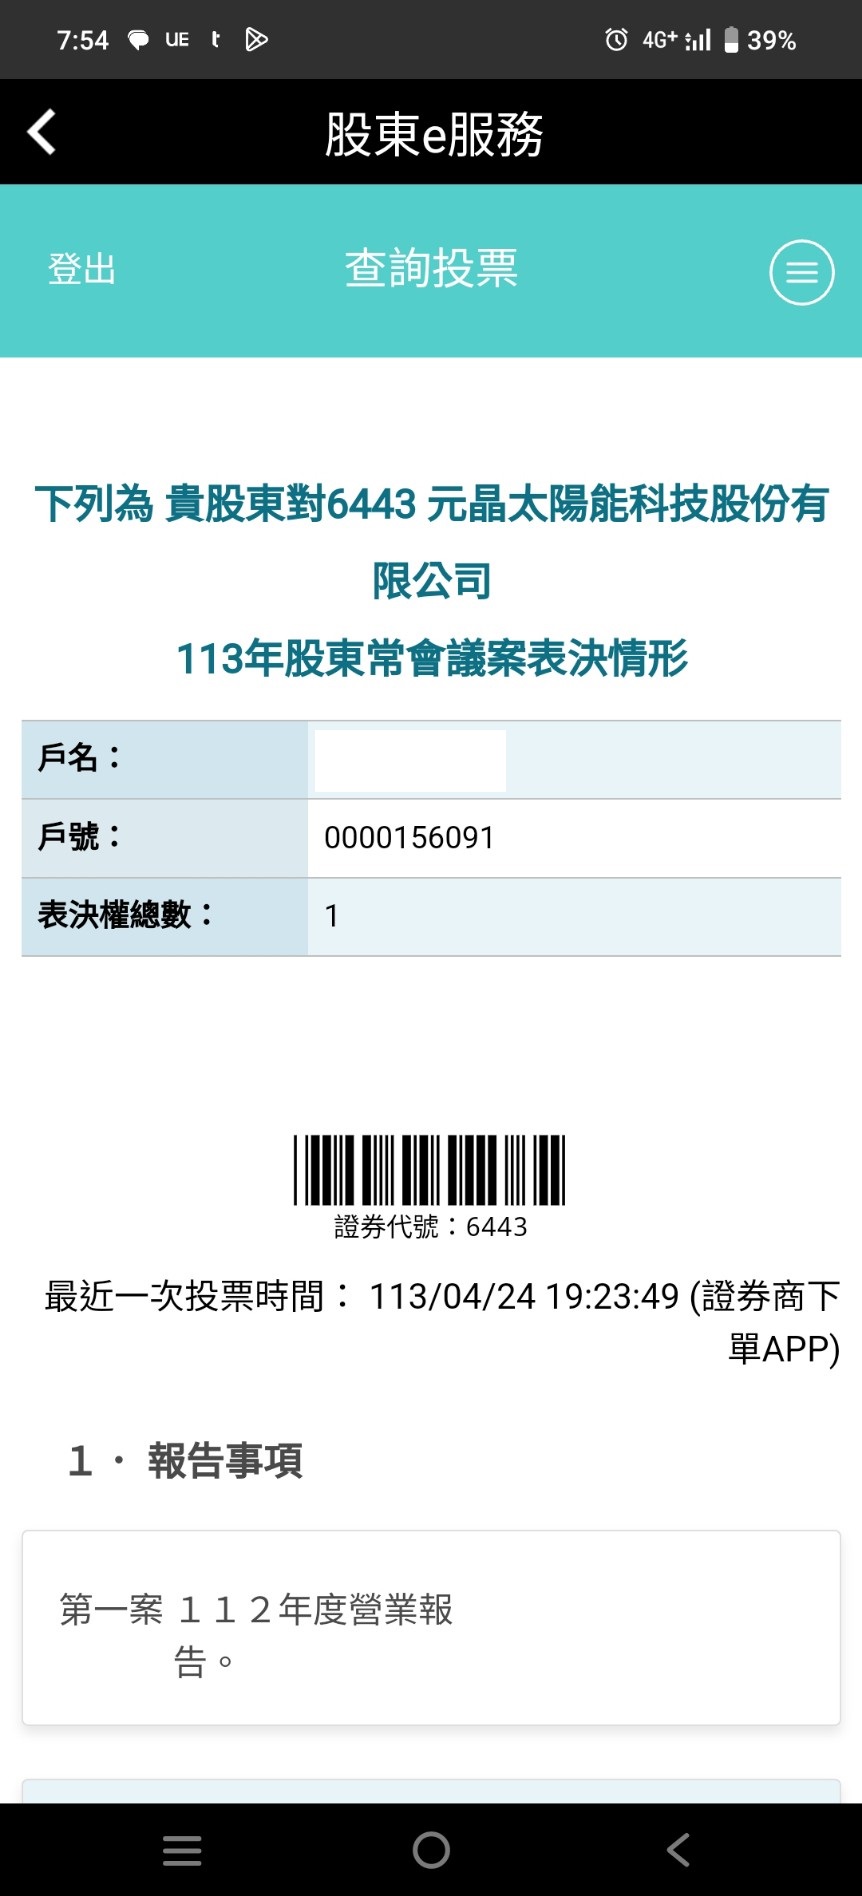 7:54 UE t 4G+ 39%
股東e服務
登出 查詢投票
下列為 貴股東對6443 元晶太陽能科技股份有
限公司
113年股東常會議案表決情形
戶名：
戶號： 0000156091
表決權總數： 1
證券代號：6443
最近一次投票時間： 113/04/24 19:23:49 (證券商下
單APP)
１． 報告事項
第一案 １１２年度營業報
告。